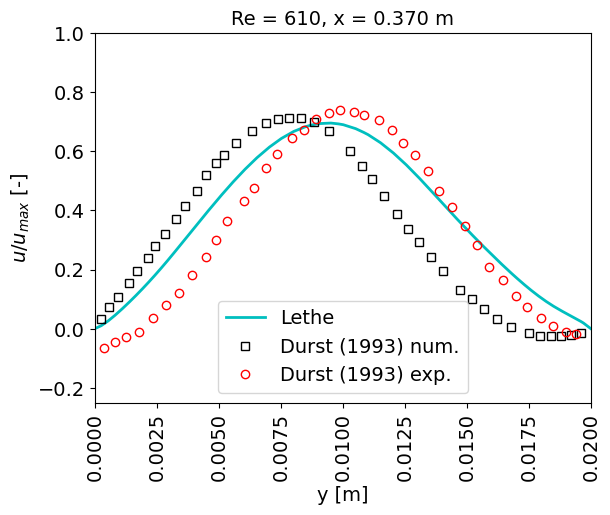 Re = 610, x = 0.370 m
1.0
0.8
0.6
0.4
0.2
0.0
−0.2
u/u_max [-]
Lethe
Durst (1993) num.
Durst (1993) exp.
0.0000
0.0025
0.0050
0.0075
0.0100
0.0125
0.0150
0.0175
0.0200
y [m]